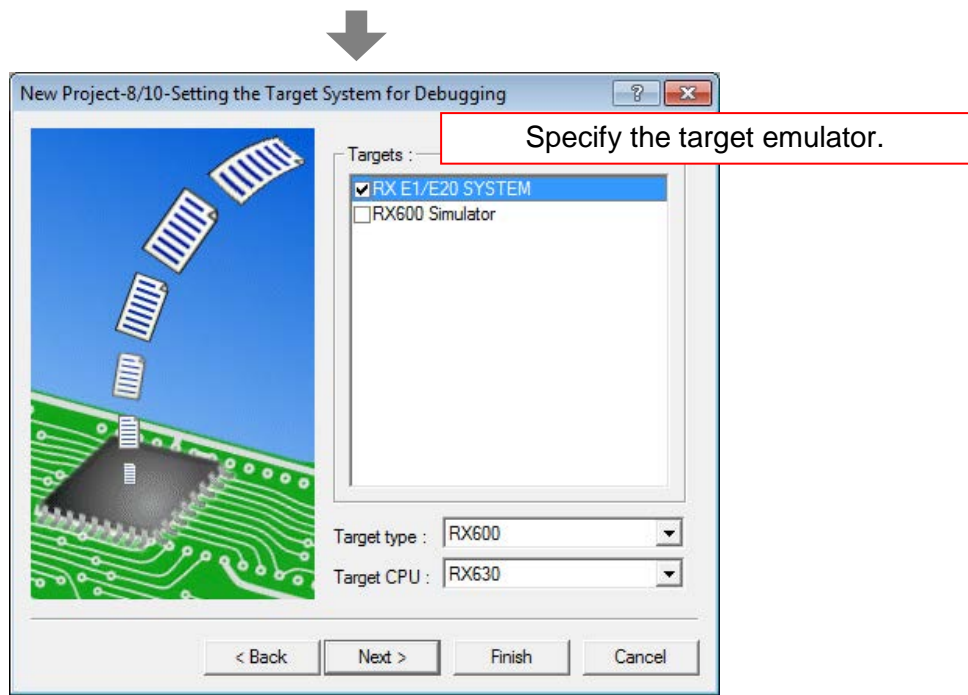 New Project-8/10-Setting the Target System for Debugging
Specify the target emulator.
Targets :
RX E1/E20 SYSTEM
RX600 Simulator
Target type : RX600
Target CPU : RX630
< Back Next > Finish Cancel